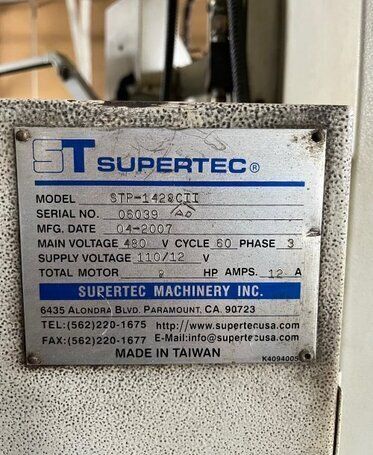 ST SUPERTEC®
MODEL STP-1428CII
SERIAL NO. 06039
MFG. DATE 04-2007
MAIN VOLTAGE 480 V CYCLE 60 PHASE 3
SUPPLY VOLTAGE 110/12 V
TOTAL MOTOR HP AMPS. 12 A
SUPERTEC MACHINERY INC.
6435 ALONDRA BLVD. PARAMOUNT, CA. 90723
TEL:(562)220-1675 http://www.supertecusa.com
FAX:(562)220-1677 E-Mail:info@supertecusa.com
MADE IN TAIWAN
K4094005